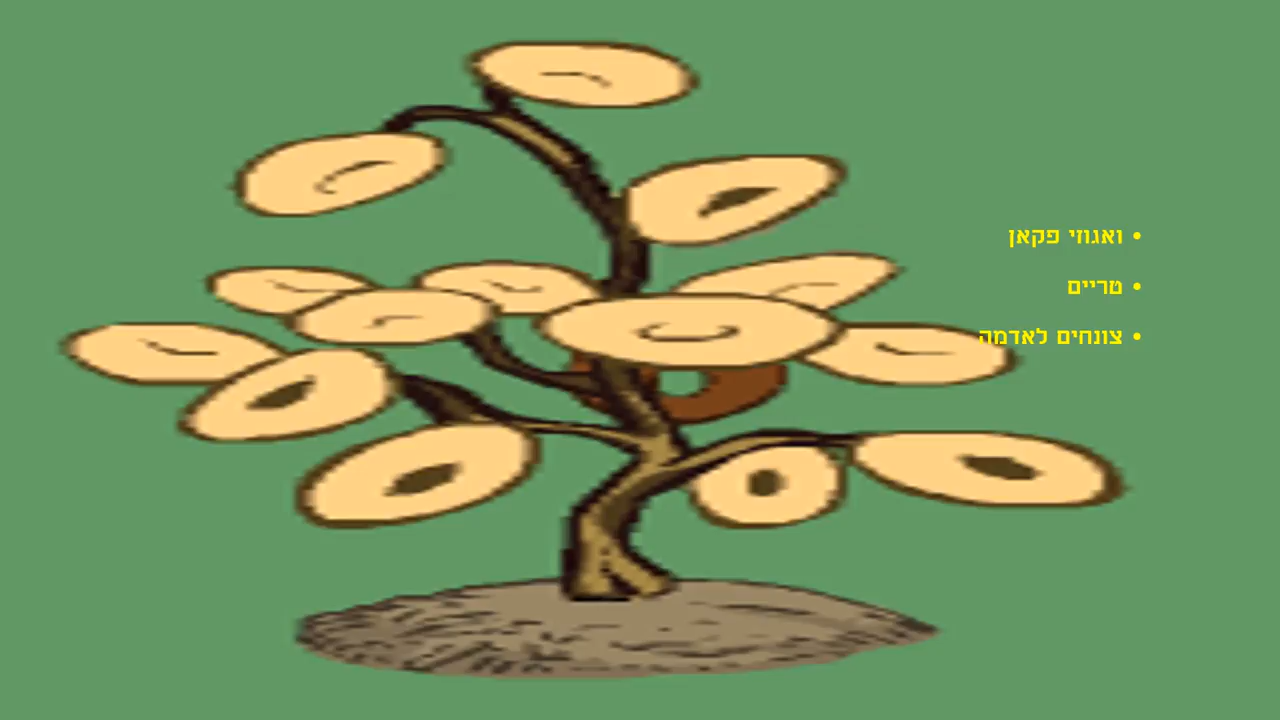 • ואגוזי פקאן
• טריים
• צונחים לאדמה